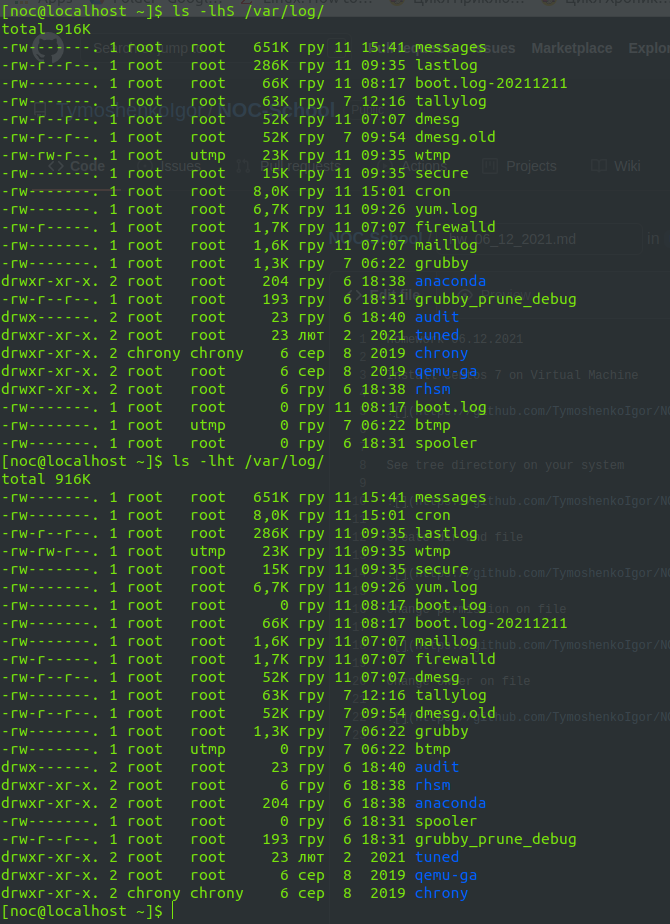 [noc@localhost ~]$ ls -lhS /var/log/
total 916K
-rw-------. 1 root   root   651K гру 11 15:41 messages
-rw-r--r--. 1 root   root   286K гру 11 09:35 lastlog
-rw-------. 1 root   root    66K гру 11 08:17 boot.log-20211211
-rw-------. 1 root   root    63K гру  7 12:16 tallylog
-rw-r--r--. 1 root   root    52K гру 11 07:07 dmesg
-rw-r--r--. 1 root   root    52K гру  7 09:54 dmesg.old
-rw-rw-r--. 1 root   utmp    23K гру 11 09:35 wtmp
-rw-------. 1 root   root    15K гру 11 09:35 secure
-rw-------. 1 root   root   8,0K гру 11 15:01 cron
-rw-------. 1 root   root   6,7K гру 11 09:26 yum.log
-rw-r-----. 1 root   root   1,7K гру 11 07:07 firewalld
-rw-------. 1 root   root   1,6K гру 11 07:07 maillog
-rw-------. 1 root   root   1,3K гру  7 06:22 grubby
drwxr-xr-x. 2 root   root    204 гру  6 18:38 anaconda
-rw-r--r--. 1 root   root    193 гру  6 18:31 grubby_prune_debug
drwx------. 2 root   root     23 гру  6 18:40 audit
drwxr-xr-x. 2 root   root     23 лют  2  2021 tuned
drwxr-xr-x. 2 chrony chrony    6 сер  8  2019 chrony
drwxr-xr-x. 2 root   root      6 сер  8  2019 qemu-ga
drwxr-xr-x. 2 root   root      6 гру  6 18:38 rhsm
-rw-------. 1 root   root      0 гру 11 08:17 boot.log
-rw-------. 1 root   utmp      0 гру  7 06:22 btmp
-rw-------. 1 root   root      0 гру  6 18:31 spooler
[noc@localhost ~]$ ls -lht /var/log/
total 916K
-rw-------. 1 root   root   651K гру 11 15:41 messages
-rw-------. 1 root   root   8,0K гру 11 15:01 cron
-rw-r--r--. 1 root   root   286K гру 11 09:35 lastlog
-rw-rw-r--. 1 root   utmp    23K гру 11 09:35 wtmp
-rw-------. 1 root   root    15K гру 11 09:35 secure
-rw-------. 1 root   root   6,7K гру 11 09:26 yum.log
-rw-------. 1 root   root      0 гру 11 08:17 boot.log
-rw-------. 1 root   root    66K гру 11 08:17 boot.log-20211211
-rw-------. 1 root   root   1,6K гру 11 07:07 maillog
-rw-r-----. 1 root   root   1,7K гру 11 07:07 firewalld
-rw-r--r--. 1 root   root    52K гру 11 07:07 dmesg
-rw-------. 1 root   root    63K гру  7 12:16 tallylog
-rw-r--r--. 1 root   root    52K гру  7 09:54 dmesg.old
-rw-------. 1 root   root   1,3K гру  7 06:22 grubby
-rw-------. 1 root   utmp      0 гру  7 06:22 btmp
drwx------. 2 root   root     23 гру  6 18:40 audit
drwxr-xr-x. 2 root   root      6 гру  6 18:38 rhsm
drwxr-xr-x. 2 root   root    204 гру  6 18:38 anaconda
-rw-------. 1 root   root      0 гру  6 18:31 spooler
-rw-r--r--. 1 root   root    193 гру  6 18:31 grubby_prune_debug
drwxr-xr-x. 2 root   root     23 лют  2  2021 tuned
drwxr-xr-x. 2 root   root      6 сер  8  2019 qemu-ga
drwxr-xr-x. 2 chrony chrony    6 сер  8  2019 chrony
[noc@localhost ~]$
Issues
Marketplace
Explor
Code
Issues
Projects
Wiki
in
See tree directory on your system